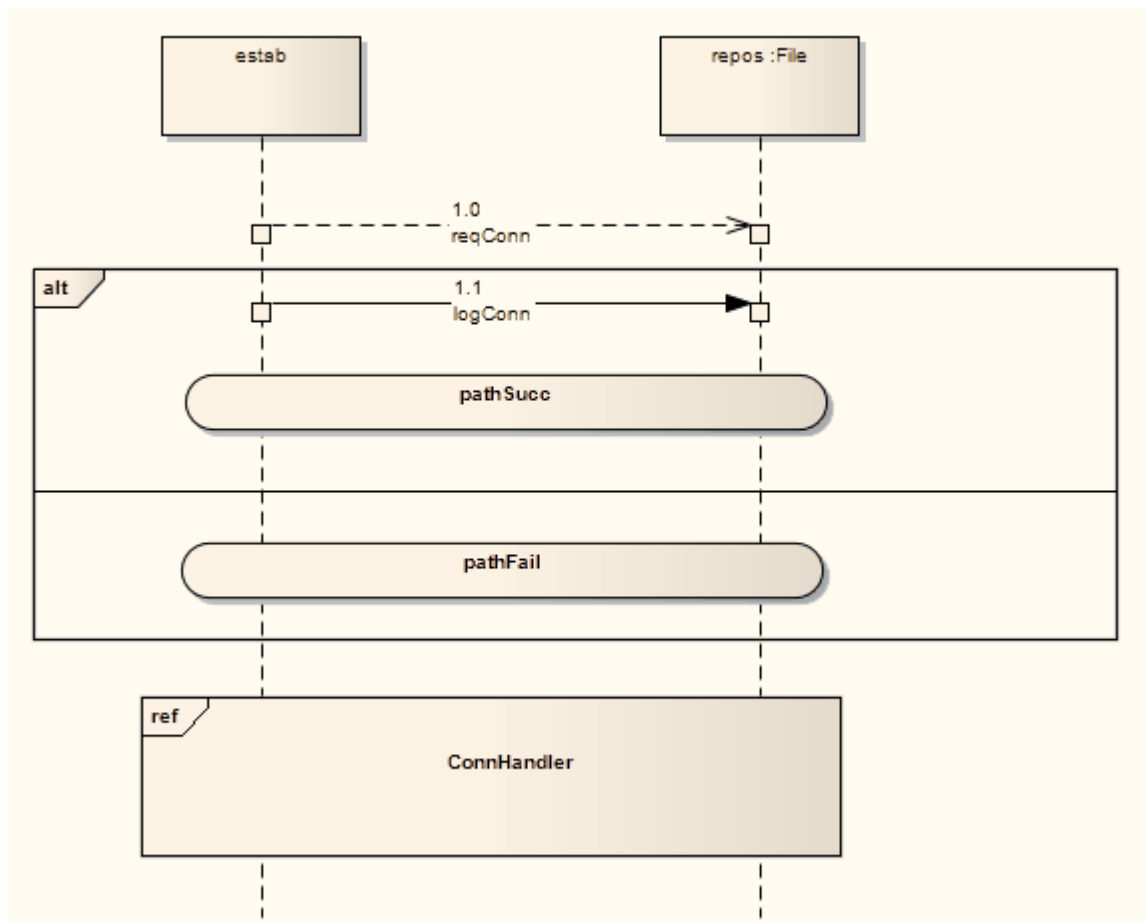 estab
repos :File
1.0
reqConn
alt
1.1
logConn
pathSucc
pathFail
ref
ConnHandler